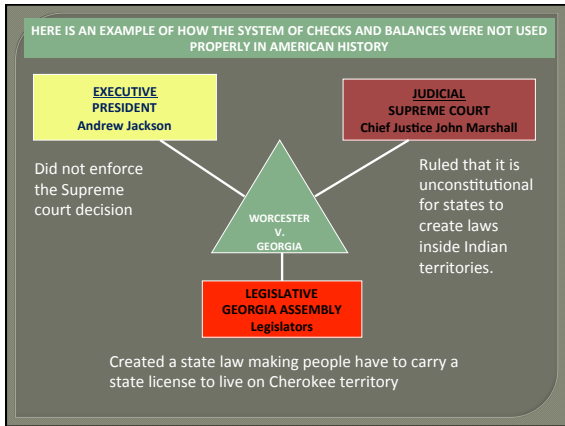 HERE IS AN EXAMPLE OF HOW THE SYSTEM OF CHECKS AND BALANCES WERE NOT USED
PROPERLY IN AMERICAN HISTORY
EXECUTIVE
PRESIDENT
Andrew Jackson
JUDICIAL
SUPREME COURT
Chief Justice John Marshall
Did not enforce
the Supreme
court decision
Ruled that it is
unconstitutional
for states to
create laws
inside Indian
territories.
WORCESTER
V.
GEORGIA
LEGISLATIVE
GEORGIA ASSEMBLY
Legislators
Created a state law making people have to carry a
state license to live on Cherokee territory